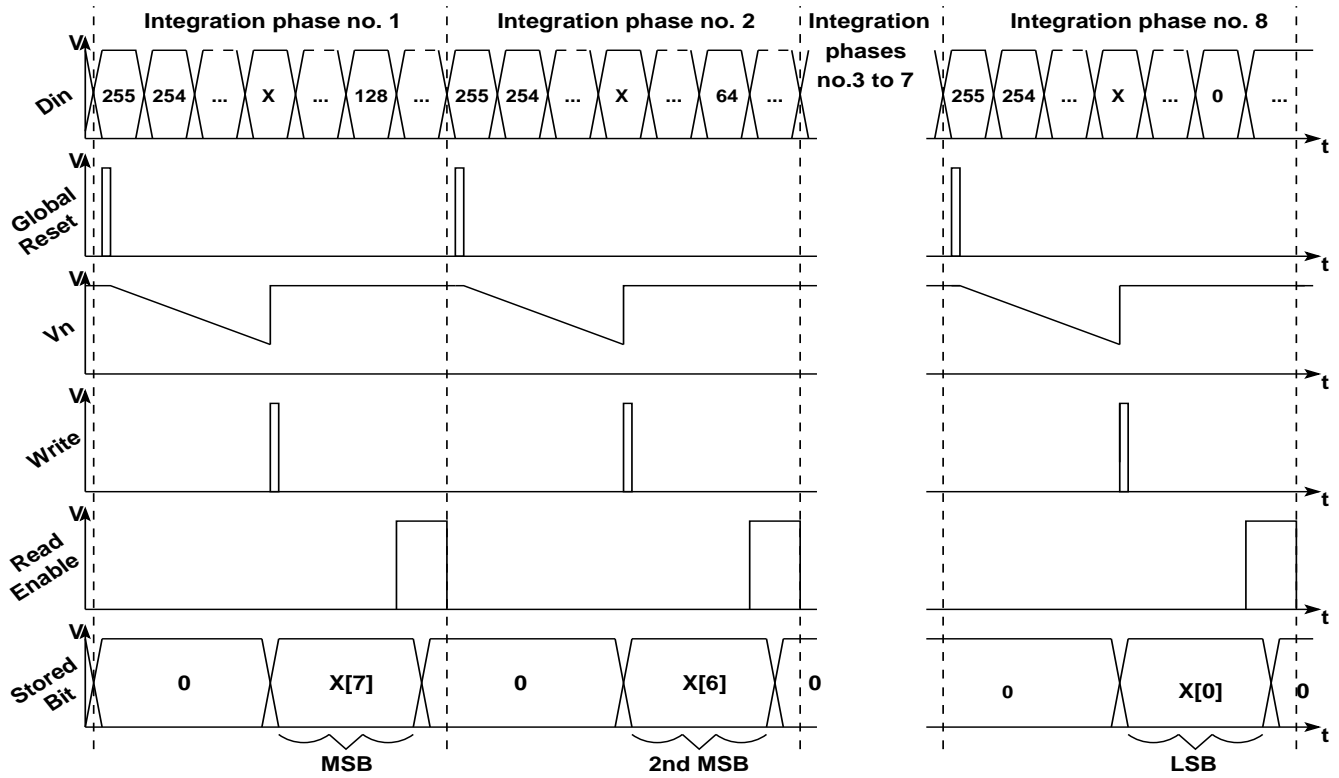 Integration phase no. 1
Integration phase no. 2
Integration
phases
no.3 to 7
Integration phase no. 8
V
Din
255 254 ... X ... 128 ... 255 254 ... X ... 64 ... 255 254 ... X ... 0 ...
t
V
Global
Reset
t
V
Vn
t
V
Write
t
V
Read
Enable
t
V
Stored
Bit
0 X[7] 0 X[6] 0 0 X[0] 0
t
MSB 2nd MSB LSB